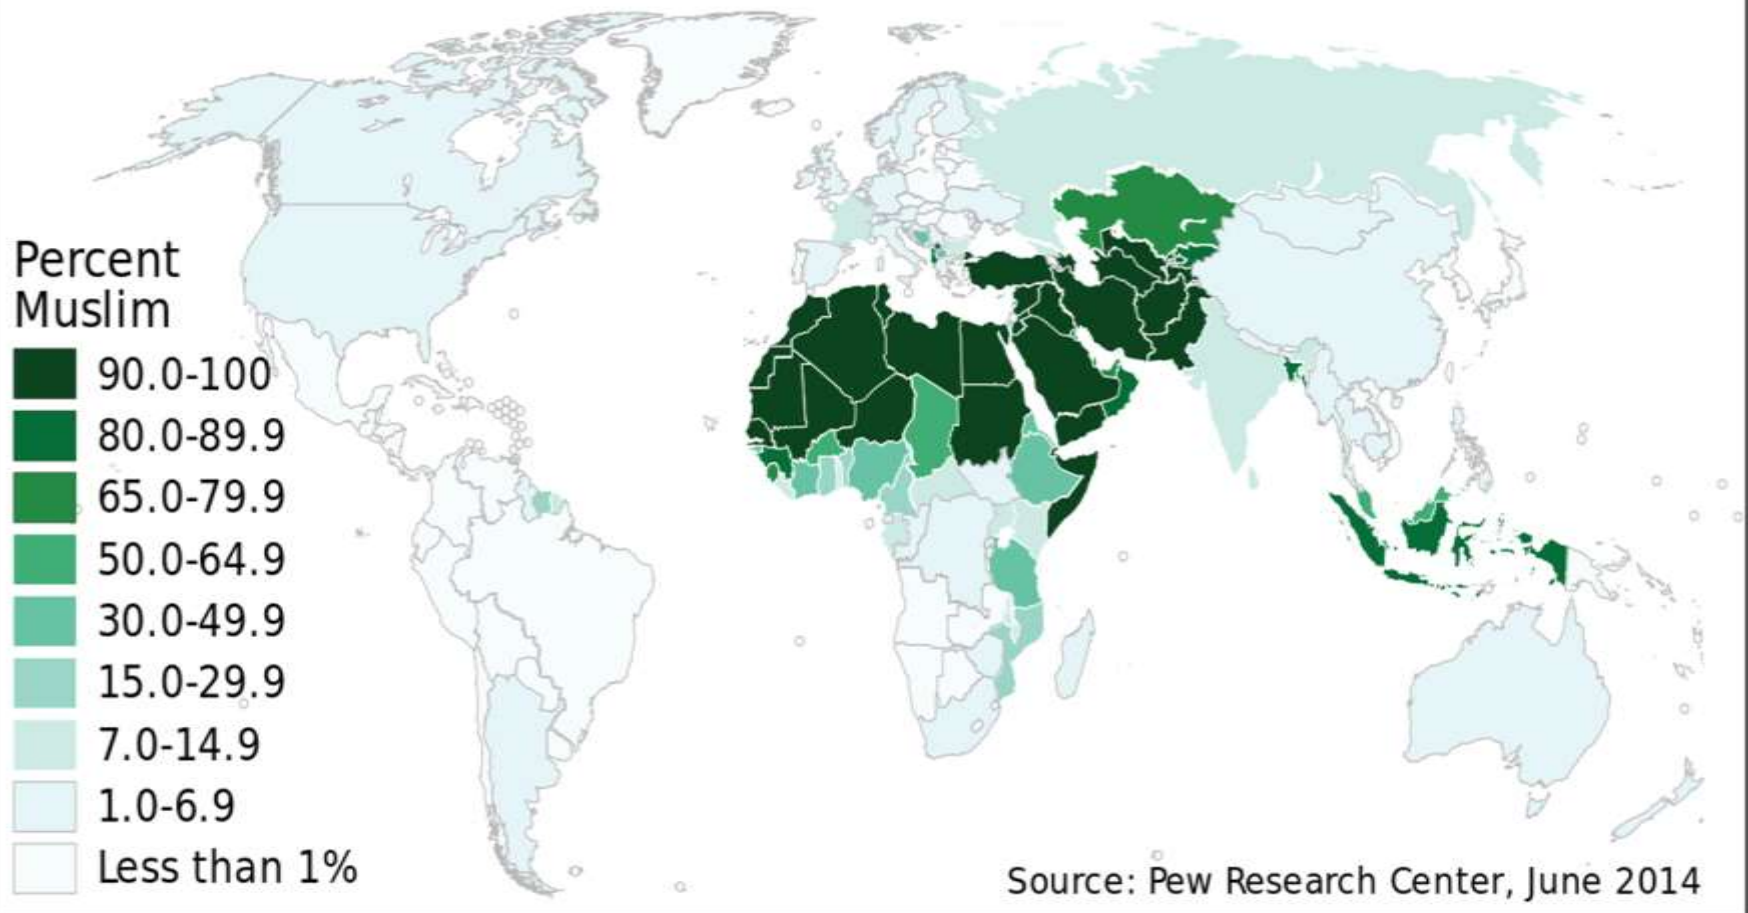 Percent
Muslim
90.0-100
80.0-89.9
65.0-79.9
50.0-64.9
30.0-49.9
15.0-29.9
7.0-14.9
1.0-6.9
Less than 1%
Source: Pew Research Center, June 2014